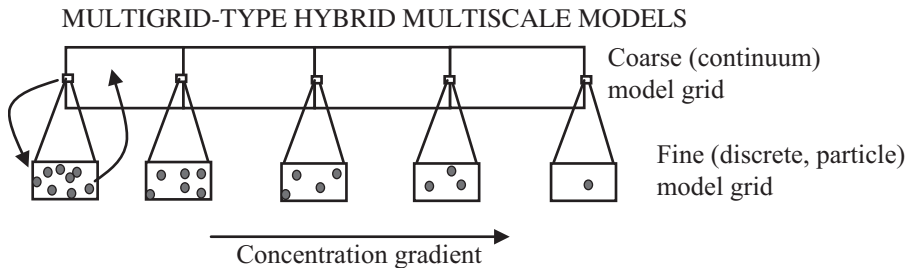 MULTIGRID-TYPE HYBRID MULTISCALE MODELS
Coarse (continuum)
model grid
Fine (discrete, particle)
model grid
Concentration gradient